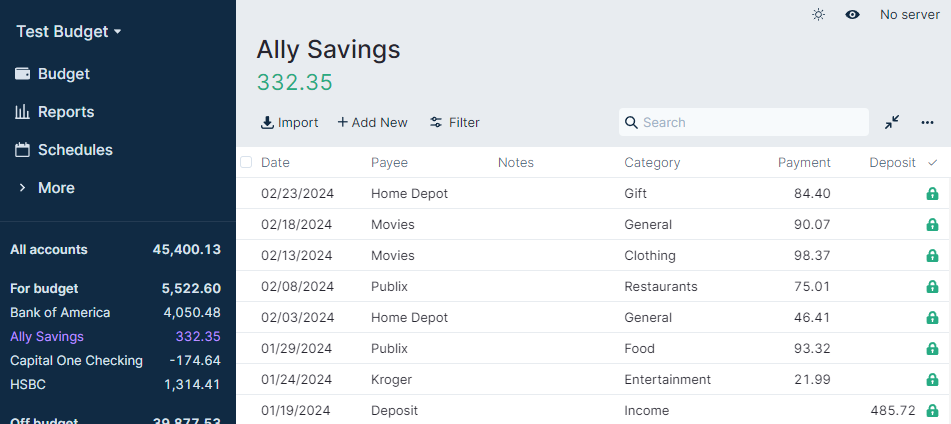 Test Budget
Budget
Reports
Schedules
More
All accounts 45,400.13
For budget 5,522.60
Bank of America 4,050.48
Ally Savings 332.35
Capital One Checking -174.64
HSBC 1,314.41
Off budget 39,877.53
No server
Ally Savings
332.35
Import + Add New Filter Search
Date Payee Notes Category Payment Deposit
02/23/2024 Home Depot Gift 84.40
02/18/2024 Movies General 90.07
02/13/2024 Movies Clothing 98.37
02/08/2024 Publix Restaurants 75.01
02/03/2024 Home Depot General 46.41
01/29/2024 Publix Food 93.32
01/24/2024 Kroger Entertainment 21.99
01/19/2024 Deposit Income 485.72